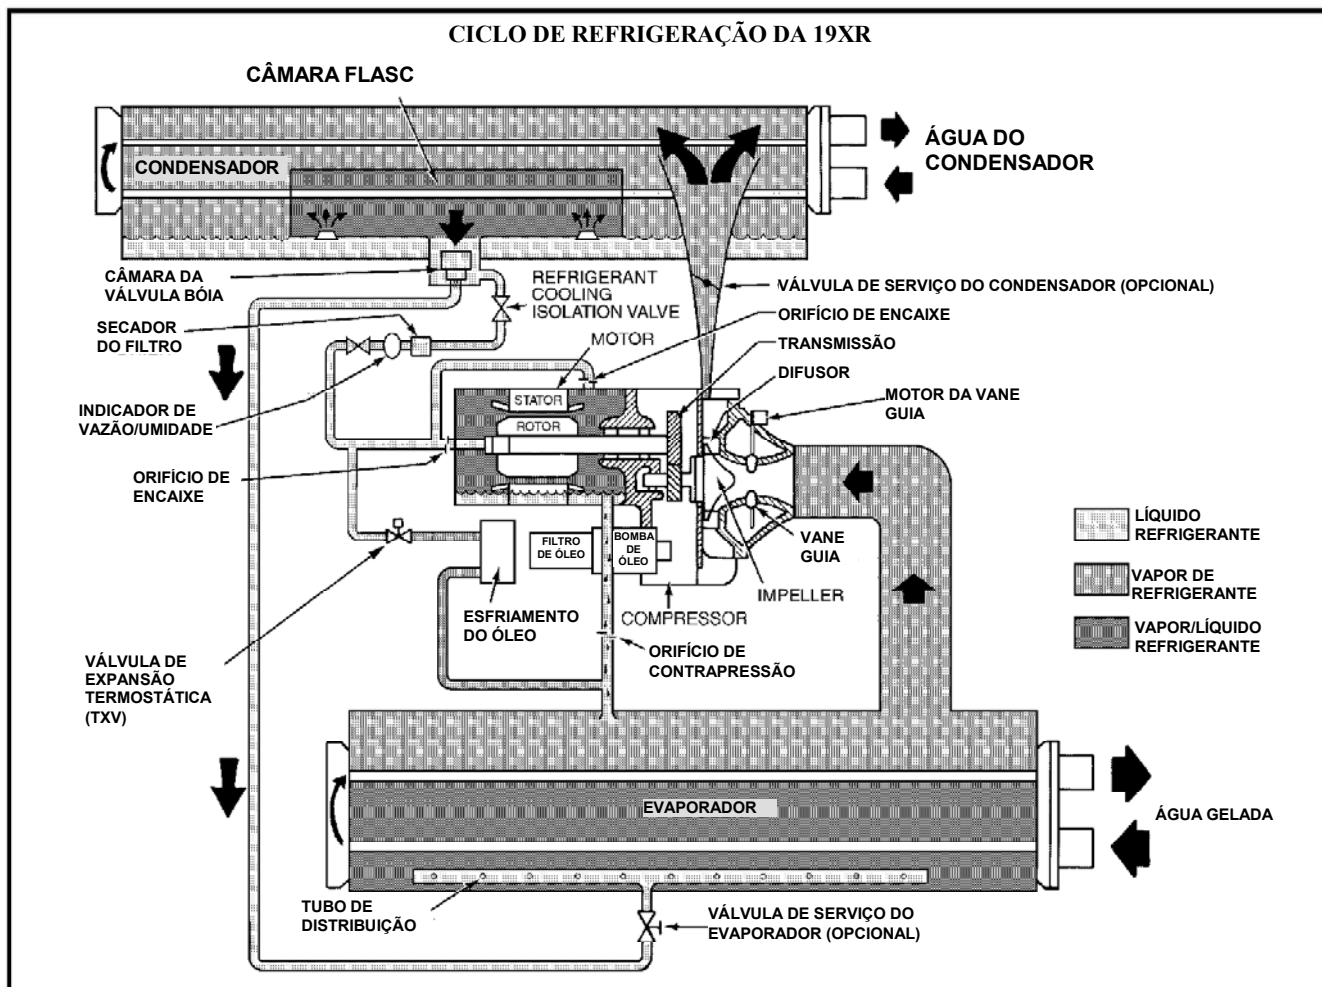 CICLO DE REFRIGERAÇÃO DA 19XR
CÂMARA FLASC
CONDENSADOR
ÁGUA DO
CONDENSADOR
CÂMARA DA
VÁLVULA BÓIA
REFRIGERANT
COOLING
ISOLATION VALVE
VÁLVULA DE SERVIÇO DO CONDENSADOR (OPCIONAL)
SECADOR
DO FILTRO
MOTOR
ORIFÍCIO DE ENCAIXE
TRANSMISSÃO
DIFUSOR
MOTOR DA VANE
GUIA
STATOR
ROTOR
INDICADOR DE
VAZÃO/UMIDADE
ORIFÍCIO DE
ENCAIXE
FILTRO
DE ÓLEO
BOMBA
DE
ÓLEO
VANE
GUIA
LÍQUIDO
REFRIGERANTE
IMPELLER
VAPOR DE
REFRIGERANTE
ESFRIAMENTO
DO ÓLEO
COMPRESSOR
VAPOR/LÍQUIDO
REFRIGERANTE
ORIFÍCIO DE
CONTRAPRESSÃO
VÁLVULA DE
EXPANSÃO
TERMOSTÁTICA
(TXV)
EVAPORADOR
ÁGUA GELADA
TUBO DE
DISTRIBUIÇÃO
VÁLVULA DE SERVIÇO DO
EVAPORADOR (OPCIONAL)